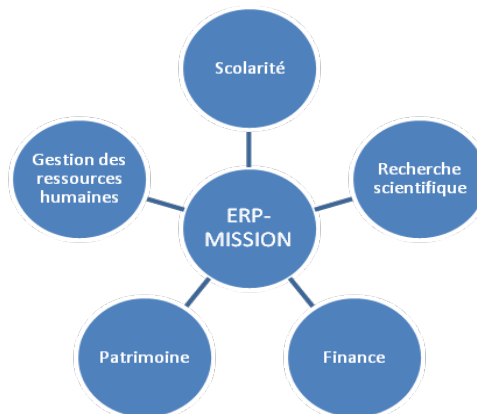 Scolarité
Gestion des
ressources
humaines
Recherche
scientifique
ERP-
MISSION
Patrimoine
Finance